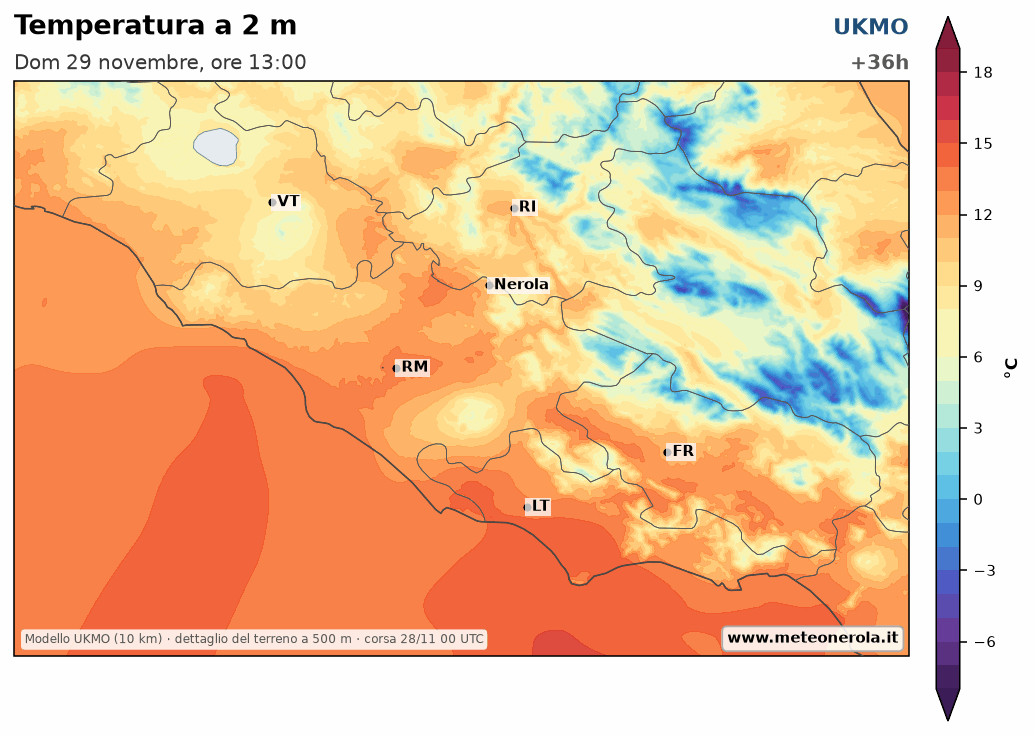 Temperatura a 2 m
UKMO
Dom 29 novembre, ore 13:00
+36h
VT
RI
Nerola
RM
FR
LT
Modello UKMO (10 km) · dettaglio del terreno a 500 m · corsa 28/11 00 UTC
www.meteonerola.it
18
15
12
9
6
3
0
−3
−6
°C